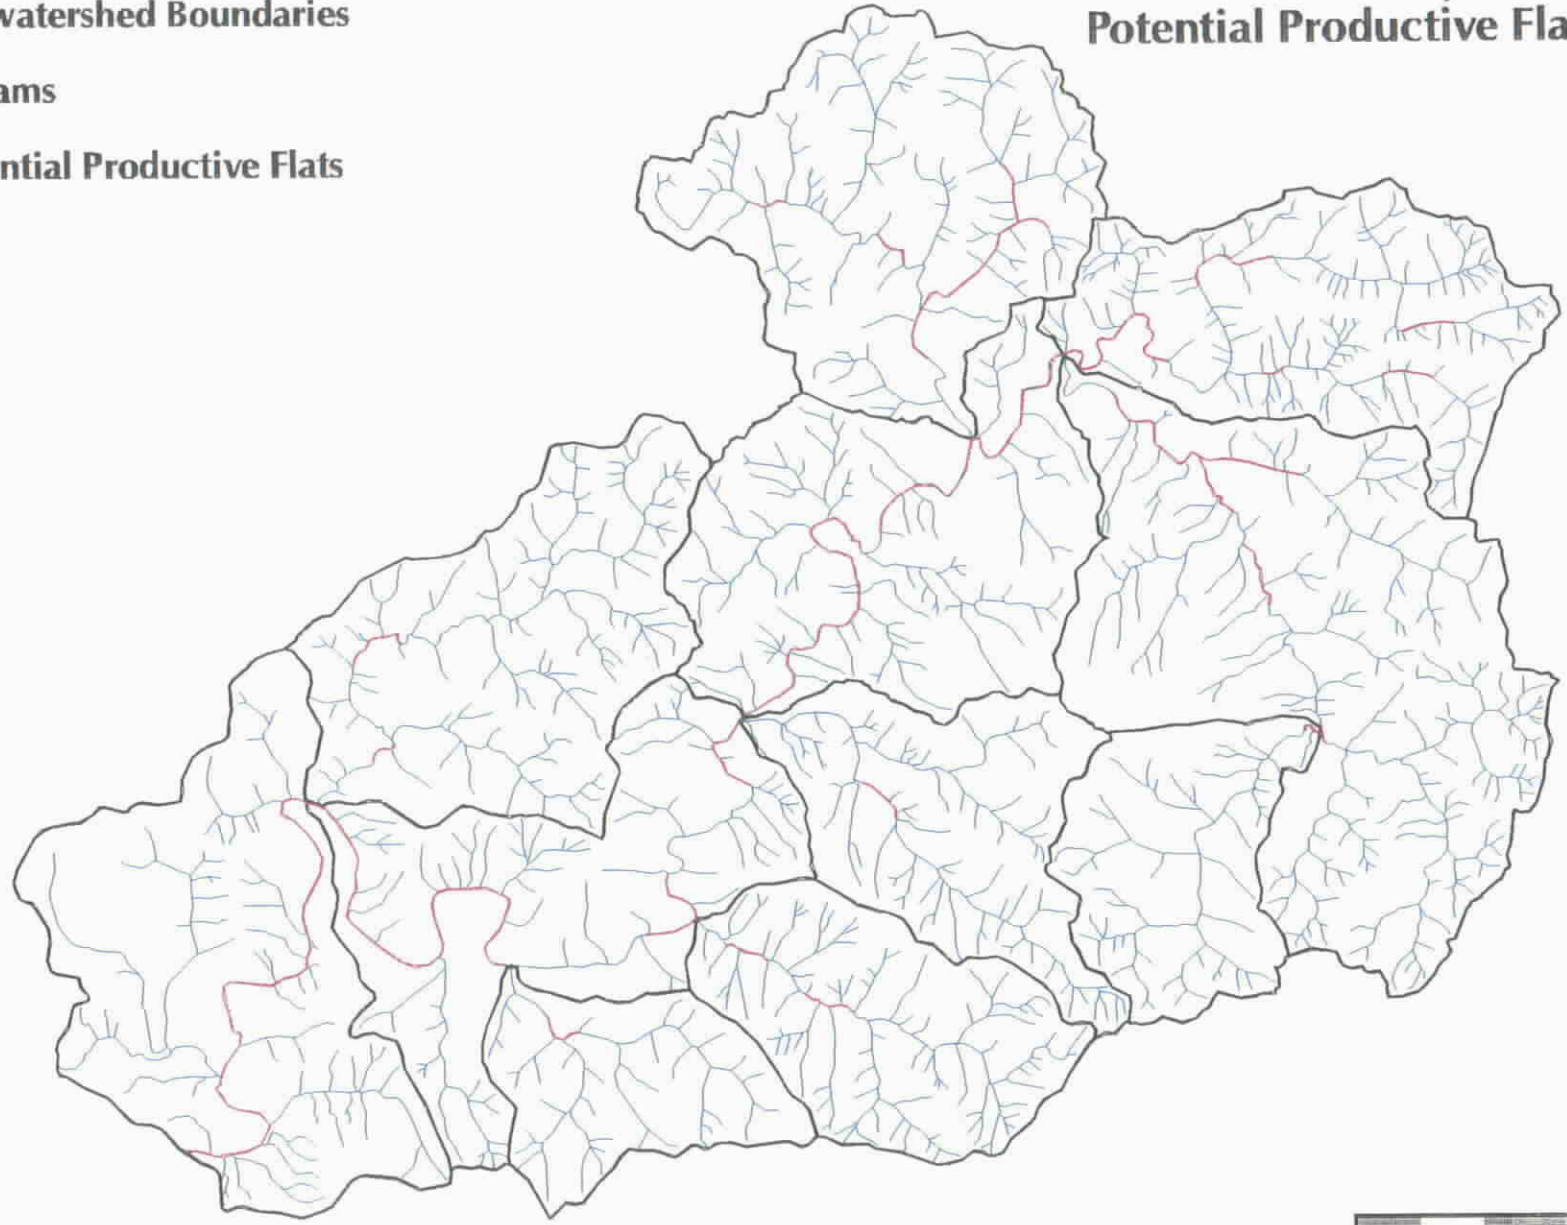 watershed Boundaries
Potential Productive Fla
ams
ntial Productive Flats